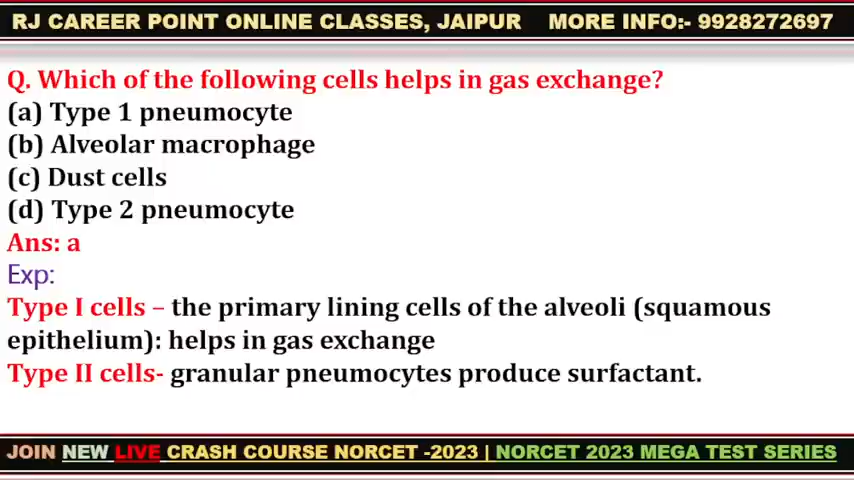 RJ CAREER POINT ONLINE CLASSES, JAIPUR MORE INFO:- 9928272697
Q. Which of the following cells helps in gas exchange?
(a) Type 1 pneumocyte
(b) Alveolar macrophage
(c) Dust cells
(d) Type 2 pneumocyte
Ans: a
Exp:
Type I cells – the primary lining cells of the alveoli (squamous
epithelium): helps in gas exchange
Type II cells- granular pneumocytes produce surfactant.
JOIN NEW LIVE CRASH COURSE NORCET -2023 | NORCET 2023 MEGA TEST SERIES